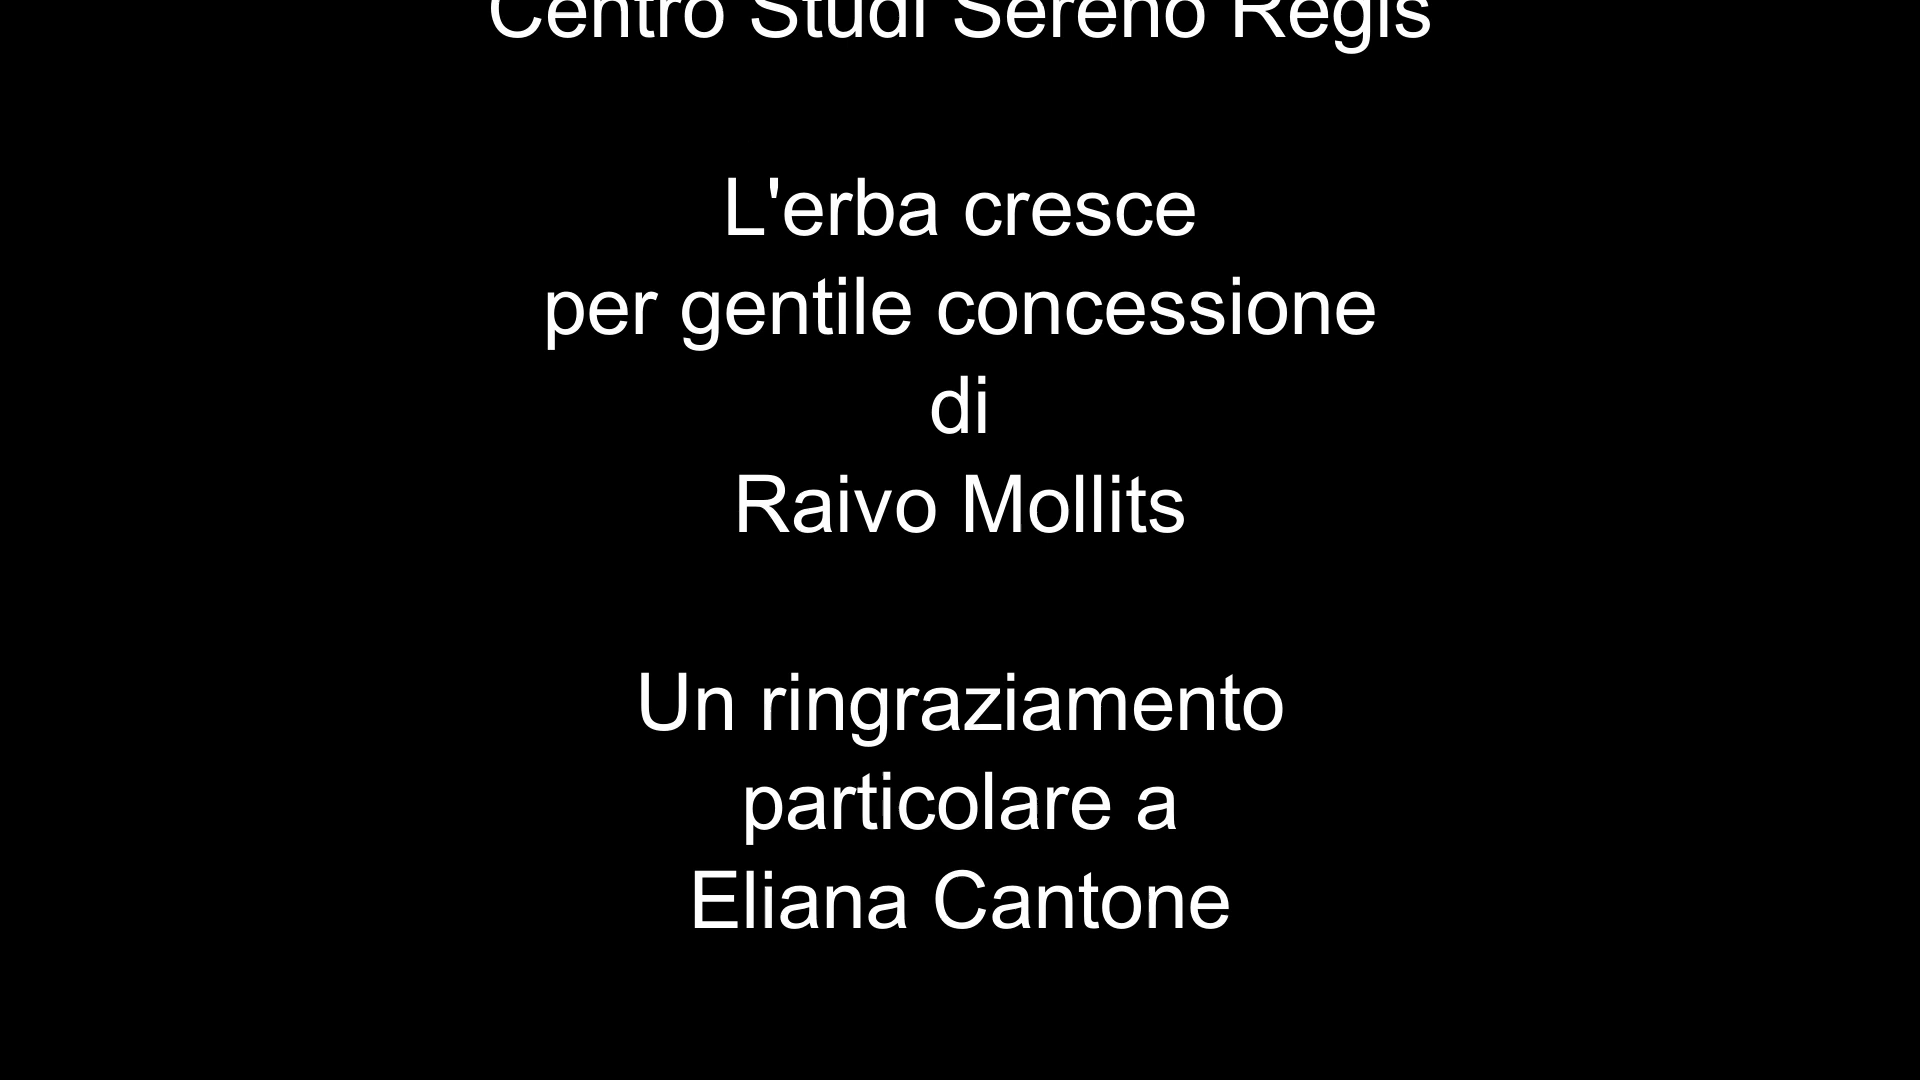 Centro Studi Sereno Regis
L'erba cresce
per gentile concessione
di
Raivo Mollits
Un ringraziamento
particolare a
Eliana Cantone